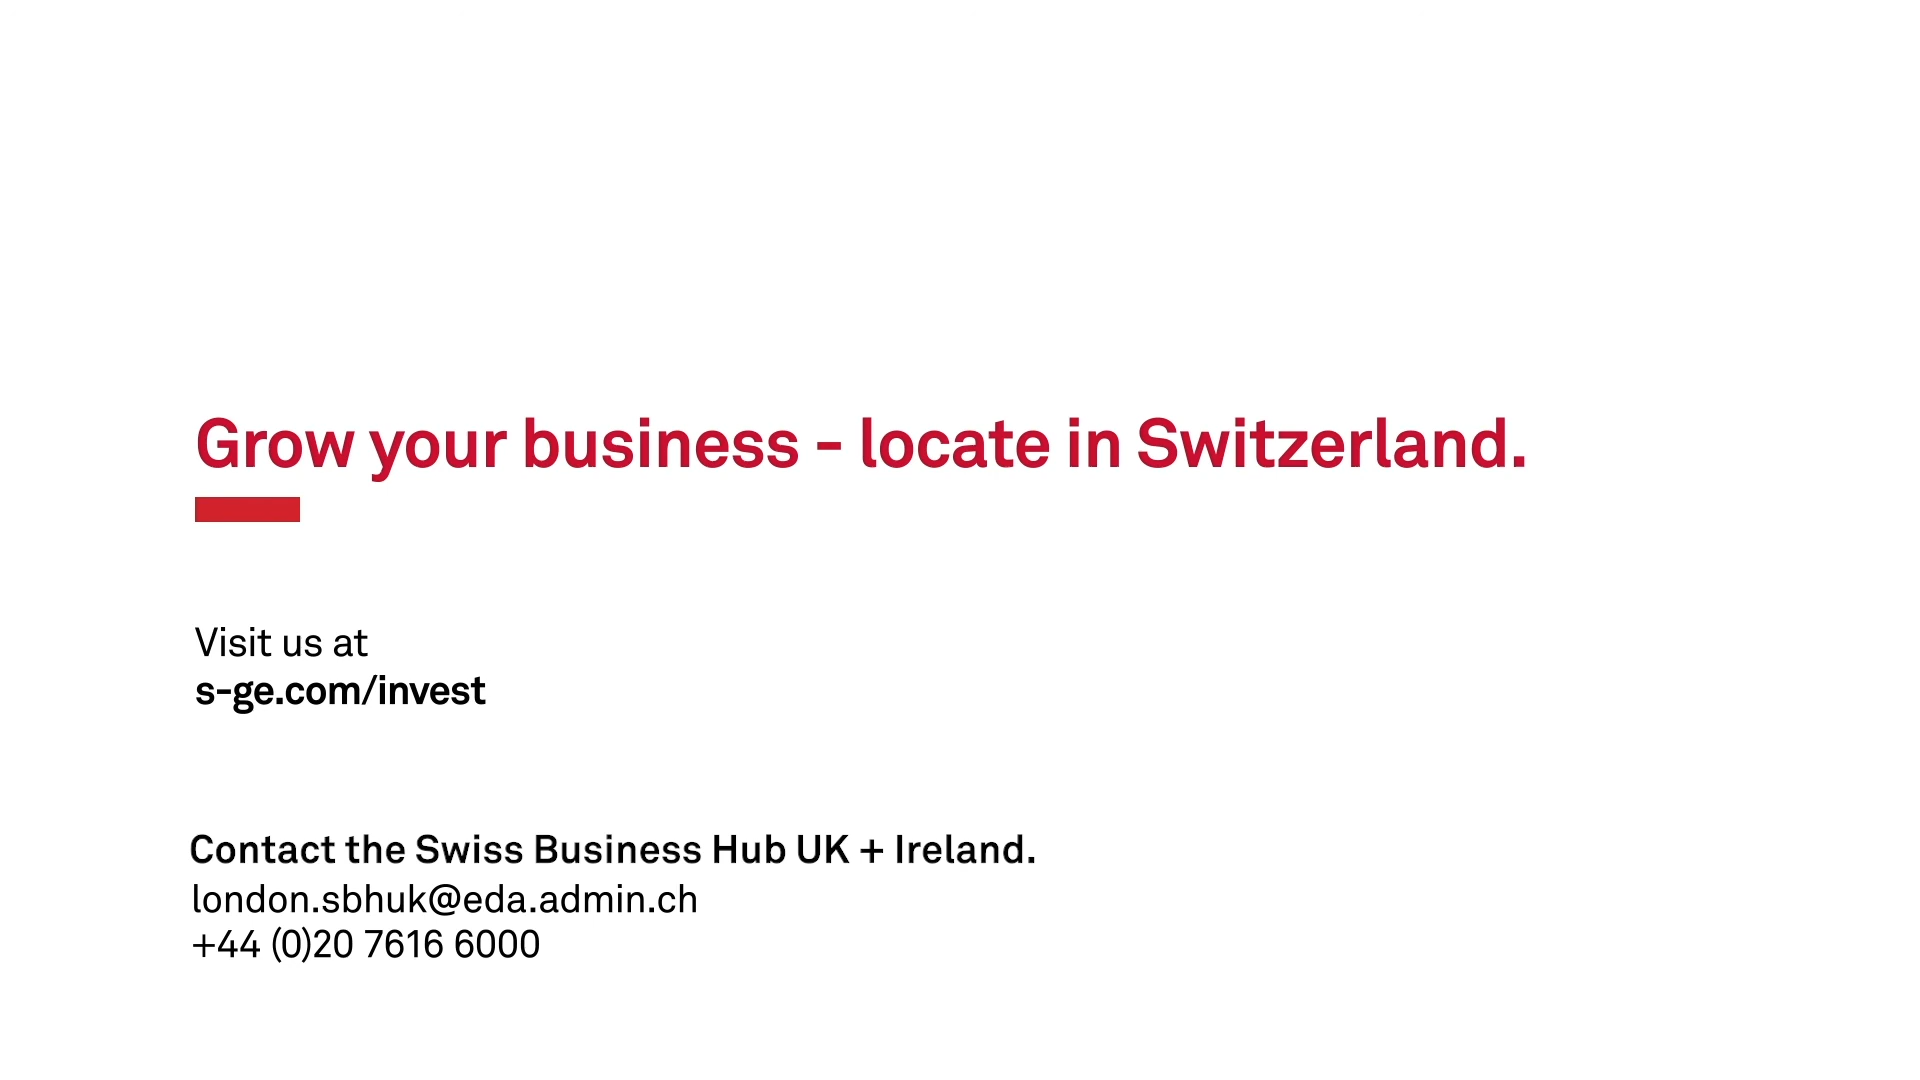 Grow your business - locate in Switzerland.
Visit us at
s-ge.com/invest
Contact the Swiss Business Hub UK + Ireland.
london.sbhuk@eda.admin.ch
+44 (0)20 7616 6000